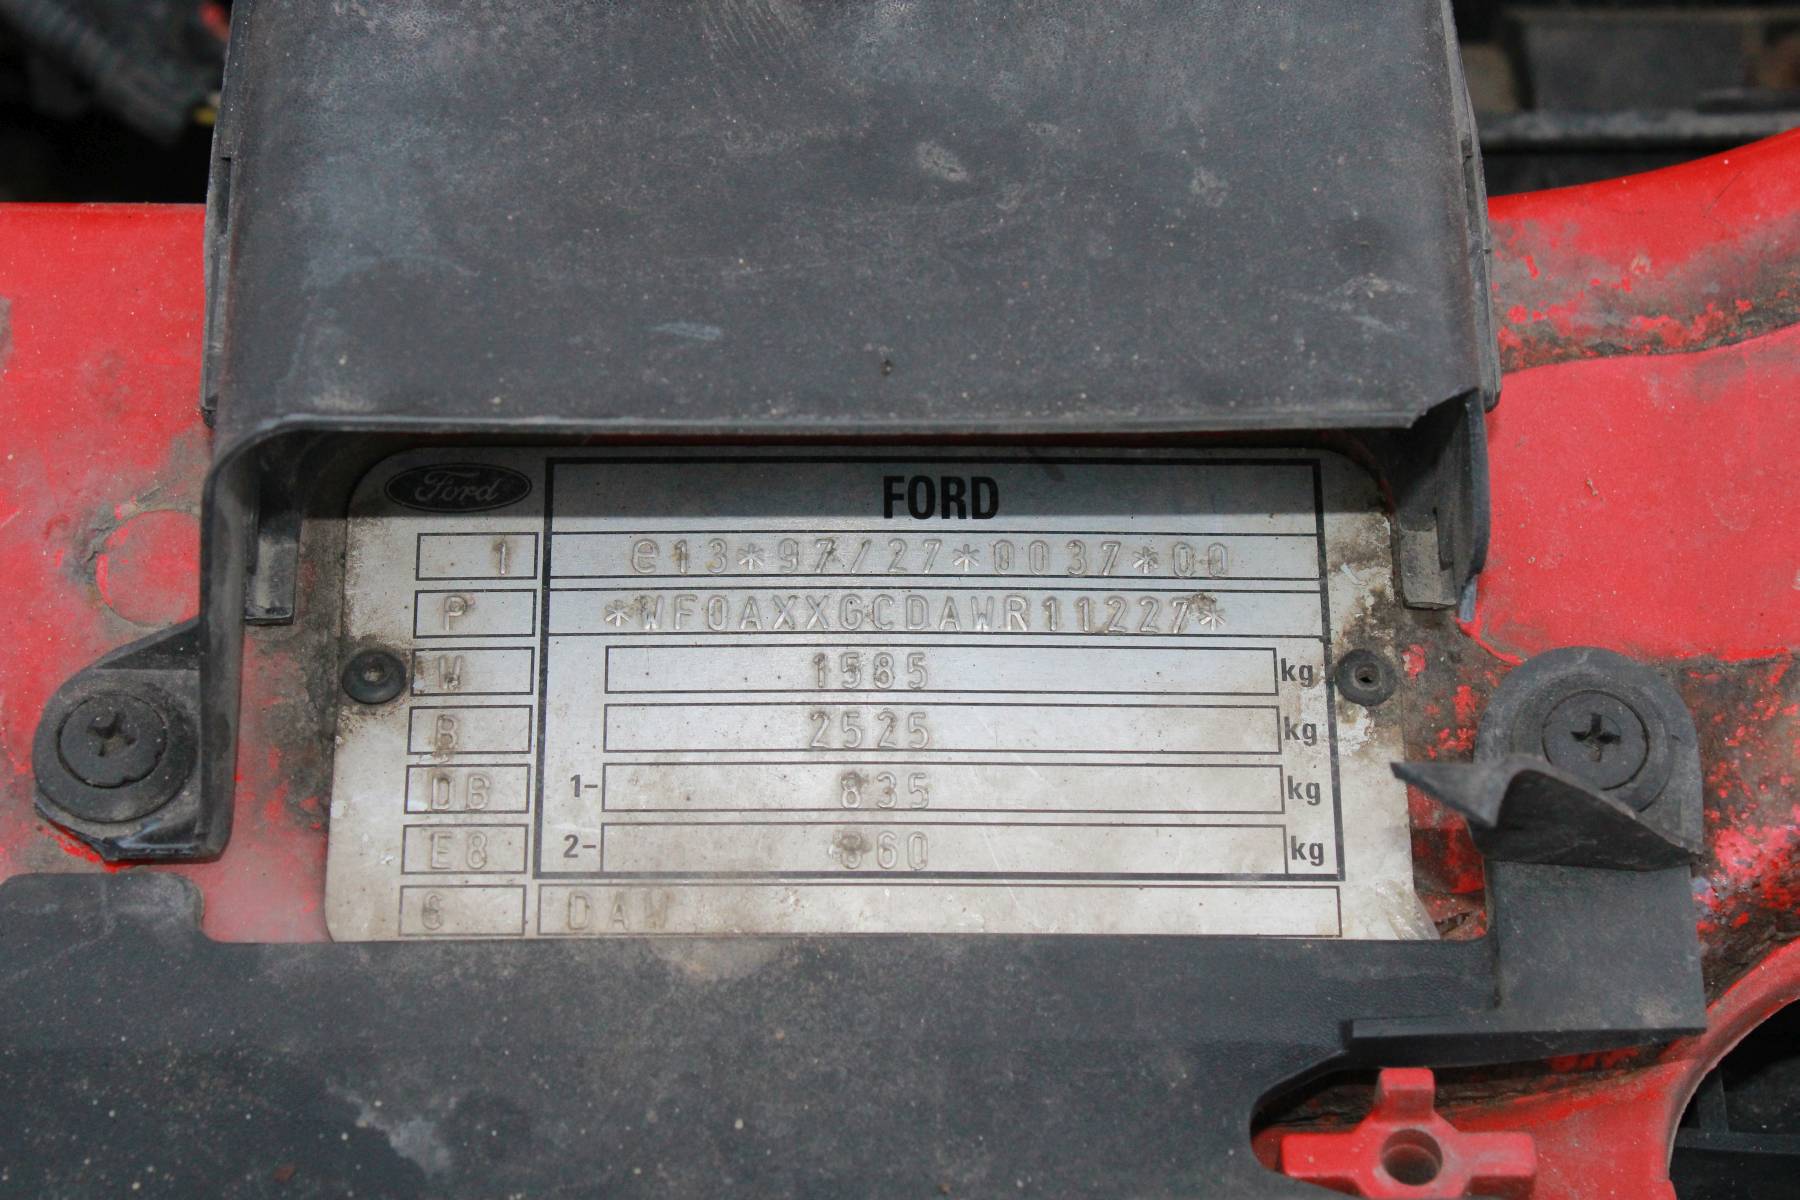 Ford FORD
1 e13*97/27*0037*00
P *WF0AXXGCDAWR11227*
W 1585 kg
B 2525 kg
DB 1- 835 kg
E8 2- 860 kg
G DAW